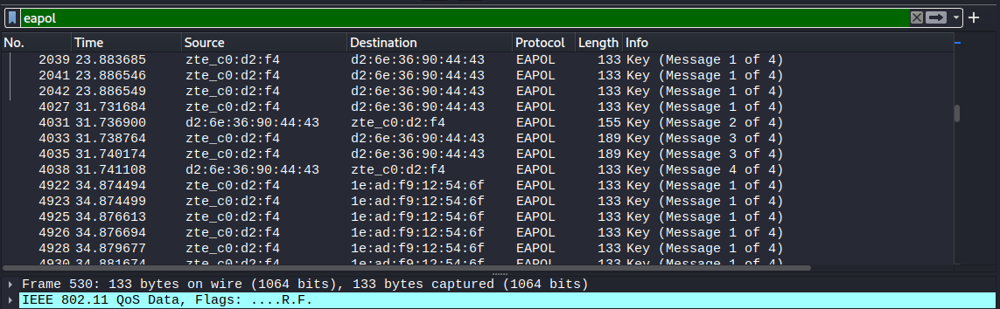 eapol
No. Time Source Destination Protocol Length Info
2039 23.883685 zte_c0:d2:f4 d2:6e:36:90:44:43 EAPOL 133 Key (Message 1 of 4)
2041 23.886546 zte_c0:d2:f4 d2:6e:36:90:44:43 EAPOL 133 Key (Message 1 of 4)
2042 23.886549 zte_c0:d2:f4 d2:6e:36:90:44:43 EAPOL 133 Key (Message 1 of 4)
4027 31.731684 zte_c0:d2:f4 d2:6e:36:90:44:43 EAPOL 133 Key (Message 1 of 4)
4031 31.736900 d2:6e:36:90:44:43 zte_c0:d2:f4 EAPOL 155 Key (Message 2 of 4)
4033 31.738764 zte_c0:d2:f4 d2:6e:36:90:44:43 EAPOL 189 Key (Message 3 of 4)
4035 31.740174 zte_c0:d2:f4 d2:6e:36:90:44:43 EAPOL 189 Key (Message 3 of 4)
4038 31.741108 d2:6e:36:90:44:43 zte_c0:d2:f4 EAPOL 133 Key (Message 4 of 4)
4922 34.874494 zte_c0:d2:f4 1e:ad:f9:12:54:6f EAPOL 133 Key (Message 1 of 4)
4923 34.874499 zte_c0:d2:f4 1e:ad:f9:12:54:6f EAPOL 133 Key (Message 1 of 4)
4925 34.876613 zte_c0:d2:f4 1e:ad:f9:12:54:6f EAPOL 133 Key (Message 1 of 4)
4926 34.876694 zte_c0:d2:f4 1e:ad:f9:12:54:6f EAPOL 133 Key (Message 1 of 4)
4928 34.879677 zte_c0:d2:f4 1e:ad:f9:12:54:6f EAPOL 133 Key (Message 1 of 4)
4930 34.881674 zte_c0:d2:f4 1e:ad:f9:12:54:6f EAPOL 133 Key (Message 1 of 4)
Frame 530: 133 bytes on wire (1064 bits), 133 bytes captured (1064 bits)
IEEE 802.11 QoS Data, Flags: ....R.F.